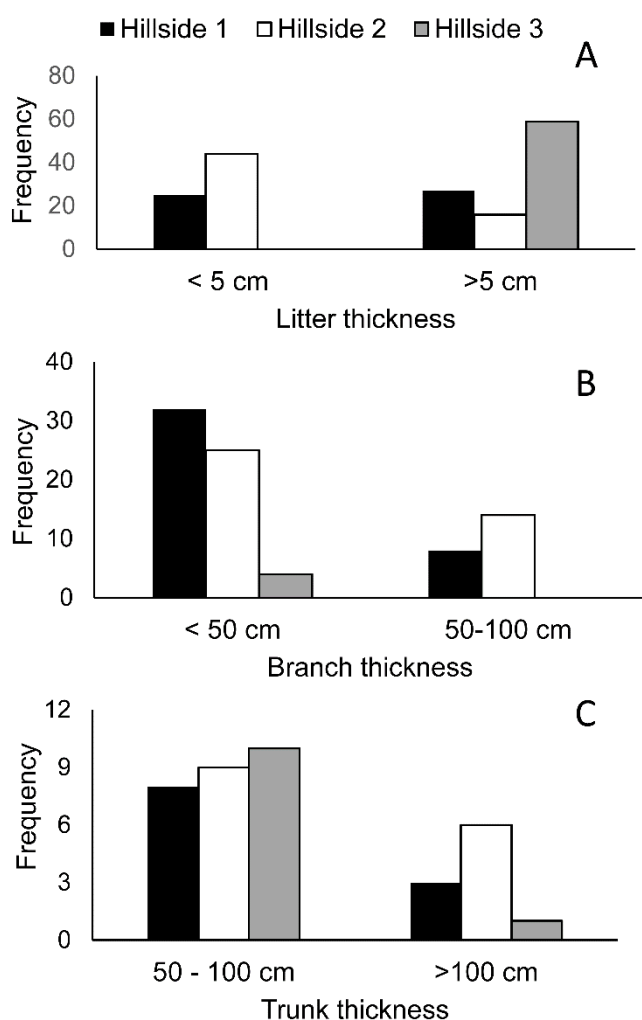 Hillside 1 Hillside 2 Hillside 3
A
80
60
40
20
0
Frequency
< 5 cm >5 cm
Litter thickness
B
40
30
20
10
0
Frequency
< 50 cm 50-100 cm
Branch thickness
C
12
9
6
3
0
Frequency
50 - 100 cm >100 cm
Trunk thickness